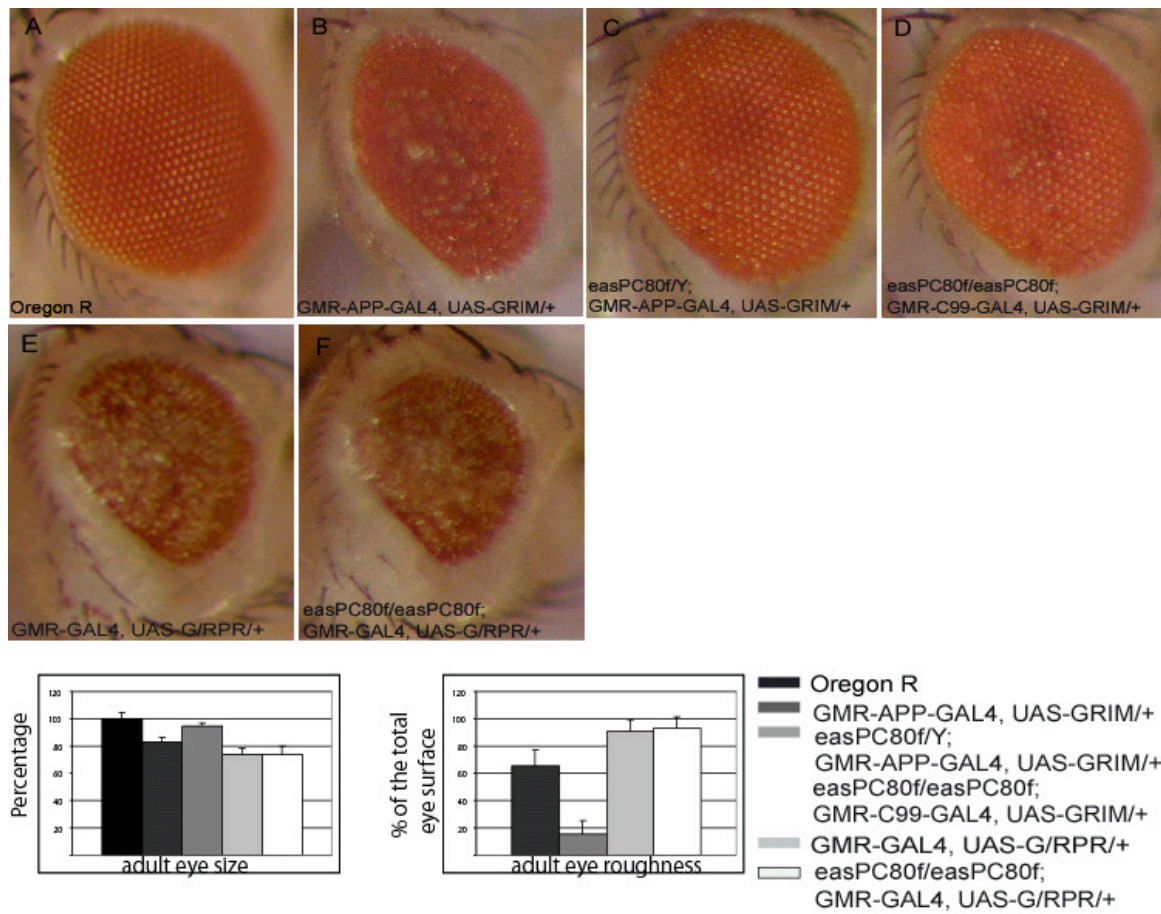 A
B
C
D
Oregon R
GMR-APP-GAL4, UAS-GRIM/+
easPC80f/Y;
GMR-APP-GAL4, UAS-GRIM/+
easPC80f/easPC80f;
GMR-C99-GAL4, UAS-GRIM/+
E
F
GMR-GAL4, UAS-G/RPR/+
easPC80f/easPC80f;
GMR-GAL4, UAS-G/RPR/+
Percentage
120
100
80
60
40
20
adult eye size
% of the total
eye surface
120
100
80
60
40
20
adult eye roughness
Oregon R
GMR-APP-GAL4, UAS-GRIM/+
easPC80f/Y;
GMR-APP-GAL4, UAS-GRIM/+
easPC80f/easPC80f;
GMR-C99-GAL4, UAS-GRIM/+
GMR-GAL4, UAS-G/RPR/+
easPC80f/easPC80f;
GMR-GAL4, UAS-G/RPR/+